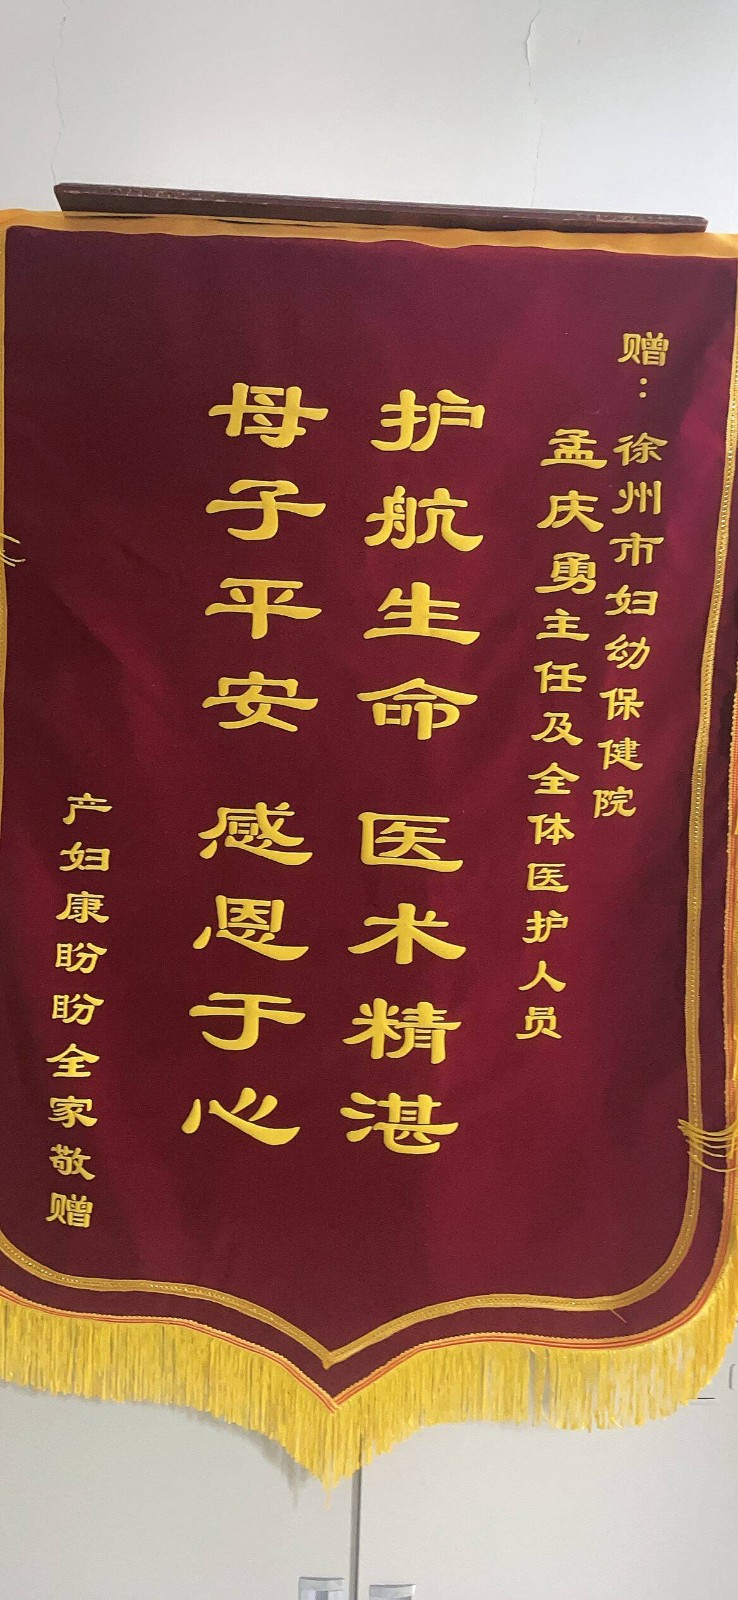 赠：徐州市妇幼保健院
孟庆勇主任及全体医护人员
护航生命 医术精湛
母子平安 感恩于心
产妇康盼盼全家敬赠